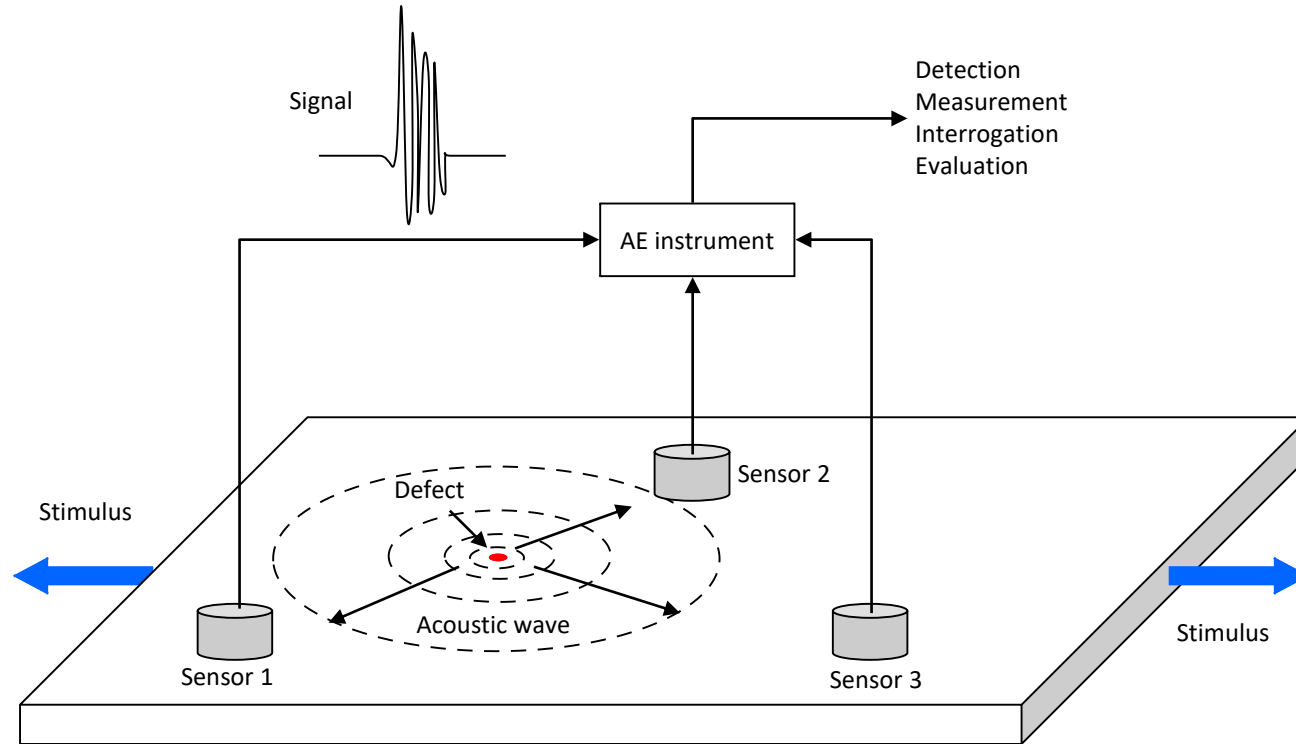 Detection
Measurement
Interrogation
Evaluation
Signal
AE instrument
Sensor 2
Defect
Stimulus
Acoustic wave
Stimulus
Sensor 1
Sensor 3